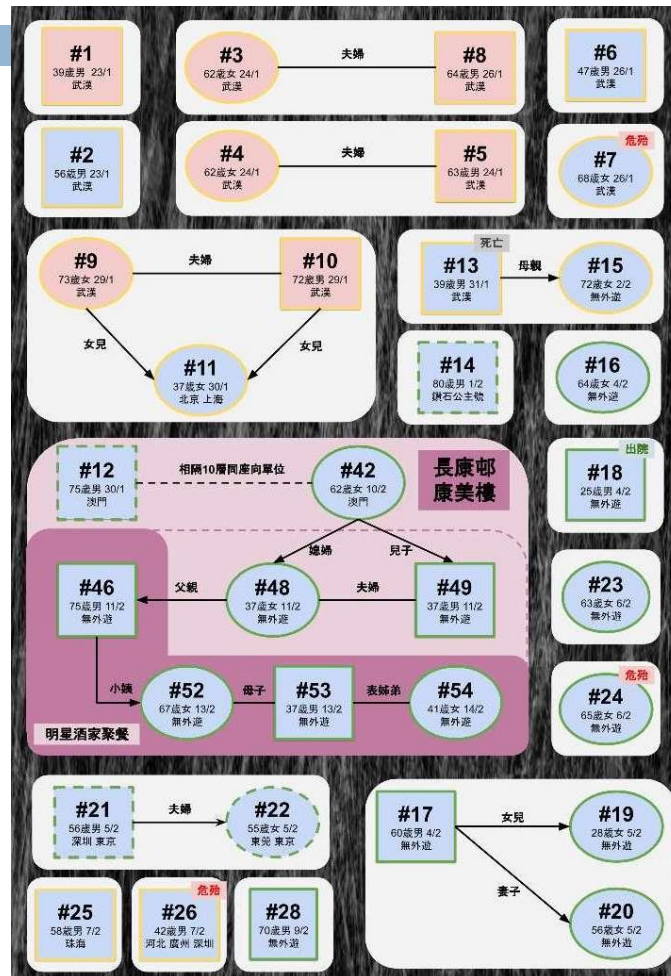 #1
39歲男 23/1
武漢
#3
62歲女 24/1
武漢
夫婦
#8
64歲男 26/1
武漢
#6
47歲男 26/1
武漢
#2
56歲男 23/1
武漢
#4
62歲女 24/1
武漢
夫婦
#5
63歲男 24/1
武漢
危殆
#7
68歲女 26/1
武漢
#9
73歲女 29/1
武漢
夫婦
#10
72歲男 29/1
武漢
女兒
女兒
#11
37歲女 30/1
北京 上海
死亡
#13
39歲男 31/1
武漢
母親
#15
72歲女 2/2
無外遊
#14
80歲男 1/2
鑽石公主號
#16
64歲女 4/2
無外遊
#12
75歲男 30/1
澳門
相隔10層同座向單位
#42
62歲女 10/2
澳門
長康邨
康美樓
出院
#18
25歲男 4/2
無外遊
媳婦
兒子
#46
75歲男 11/2
無外遊
父親
#48
37歲女 11/2
無外遊
夫婦
#49
37歲男 11/2
無外遊
#23
63歲女 6/2
無外遊
小姨
#52
67歲女 13/2
無外遊
母子
#53
37歲男 13/2
無外遊
表姊弟
#54
41歲女 14/2
無外遊
明星酒家聚餐
危殆
#24
65歲女 6/2
無外遊
#21
56歲男 5/2
深圳 東京
夫婦
#22
55歲女 5/2
東莞 東京
#17
60歲男 4/2
無外遊
女兒
#19
28歲女 5/2
無外遊
妻子
#20
56歲女 5/2
無外遊
#25
58歲男 7/2
珠海
危殆
#26
42歲男 7/2
河北 廣州 深圳
#28
70歲男 9/2
無外遊